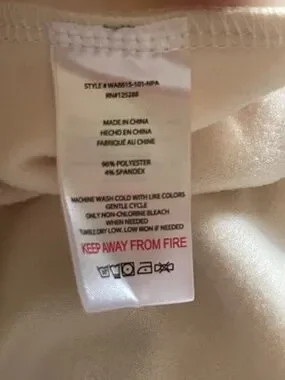 STYLE# WA8615-101-NPA
RN#125288
MADE IN CHINA
HECHO EN CHINA
FABRIQUÉ AU CHINE
96% POLYESTER
4% SPANDEX
MACHINE WASH COLD WITH LIKE COLORS
GENTLE CYCLE
ONLY NON-CHLORINE BLEACH
WHEN NEEDED
TUMBLE DRY LOW, LOW IRON IF NEEDED
KEEP AWAY FROM FIRE